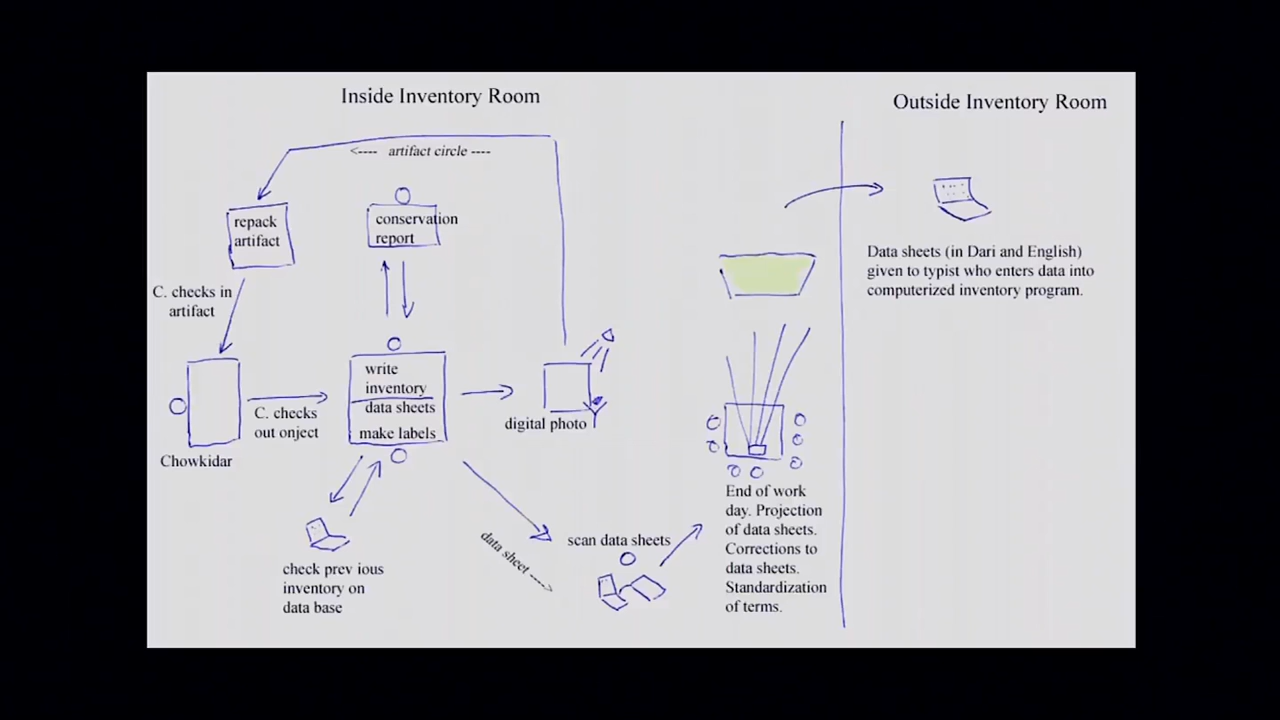 Inside Inventory Room
Outside Inventory Room
<---- artifact circle ----
repack
artifact
conservation
report
C. checks in
artifact
Chowkidar
C. checks
out onject
write
inventory
data sheets
make labels
digital photo
check prev ious
inventory on
data base
data sheet ---->
scan data sheets
End of work
day. Projection
of data sheets.
Corrections to
data sheets.
Standardization
of terms.
Data sheets (in Dari and English)
given to typist who enters data into
computerized inventory program.